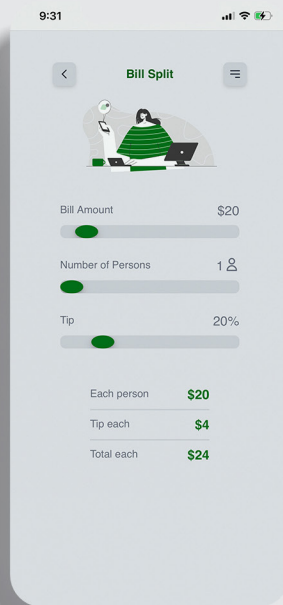 9:31
Bill Split
Bill Amount $20
Number of Persons 1
Tip 20%
Each person $20
Tip each $4
Total each $24